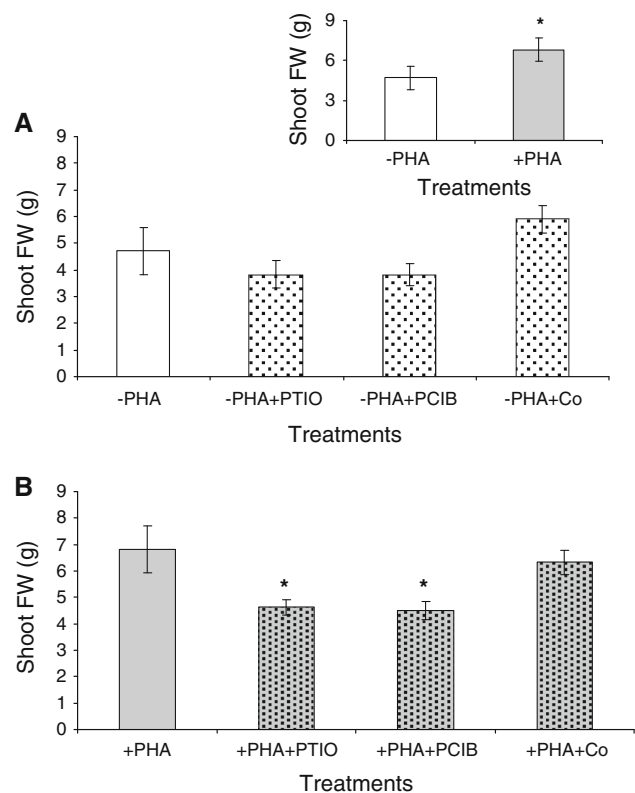 9
6
3
0
Shoot FW (g)
*
-PHA +PHA
Treatments
A
9
8
7
6
5
4
3
2
1
0
Shoot FW (g)
-PHA -PHA+PTIO -PHA+PCIB -PHA+Co
Treatments
B
9
8
7
6
5
4
3
2
1
0
Shoot FW (g)
* *
+PHA +PHA+PTIO +PHA+PCIB +PHA+Co
Treatments